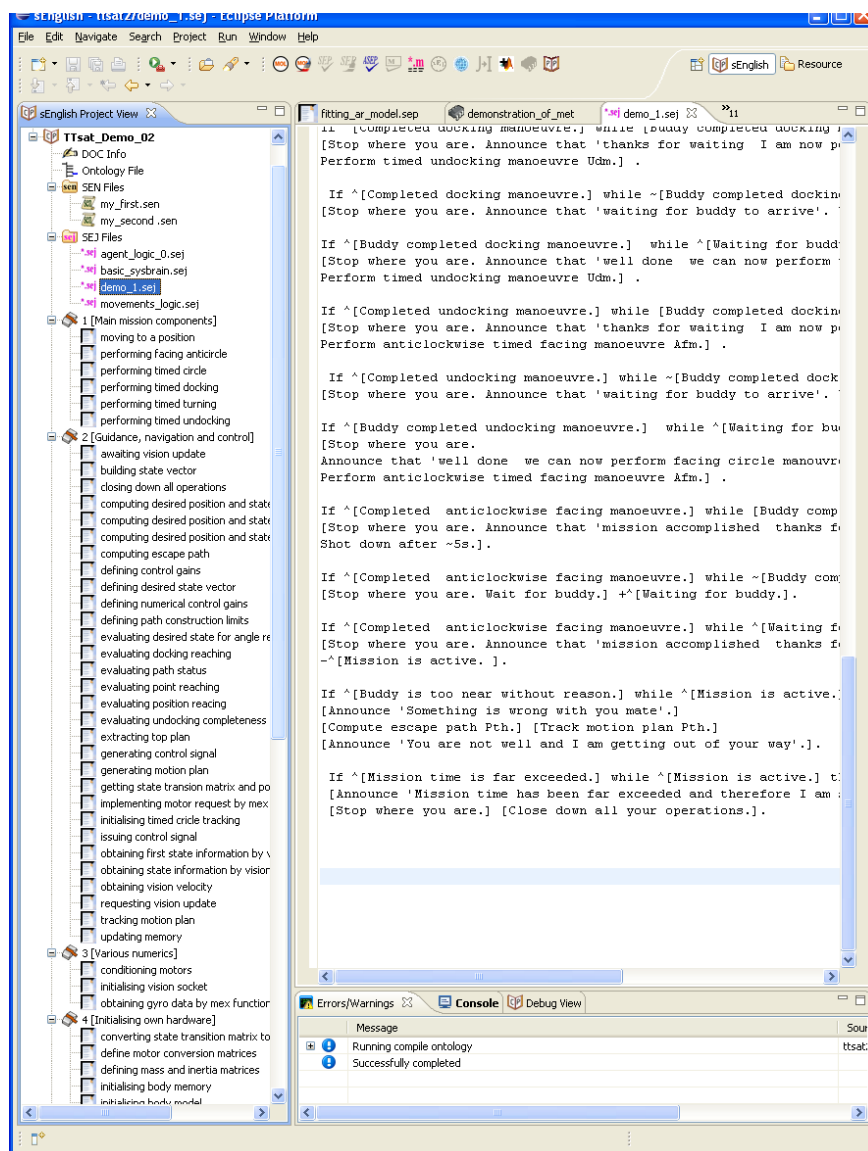 sEnglish - ttsat2/demo_1.sej - Eclipse Platform
File Edit Navigate Search Project Run Window Help
sEnglish Resource
sEnglish Project View
TTsat_Demo_02
DOC Info
Ontology File
SEN Files
my_first.sen
my_second .sen
SEJ Files
agent_logic_0.sej
basic_sysbrain.sej
demo_1.sej
movements_logic.sej
1 [Main mission components]
moving to a position
performing facing anticircle
performing timed circle
performing timed docking
performing timed turning
performing timed undocking
2 [Guidance, navigation and control]
awaiting vision update
building state vector
closing down all operations
computing desired position and state
computing desired position and state
computing desired position and state
computing escape path
defining control gains
defining desired state vector
defining numerical control gains
defining path construction limits
evaluating desired state for angle re
evaluating docking reaching
evaluating path status
evaluating point reaching
evaluating position reacing
evaluating undocking completeness
extracting top plan
generating control signal
generating motion plan
getting state transion matrix and po
implementing motor request by mex
initialising timed cricle tracking
issuing control signal
obtaining first state information by v
obtaining state information by vision
obtaining vision velocity
requesting vision update
tracking motion plan
updating memory
3 [Various numerics]
conditioning motors
initialising vision socket
obtaining gyro data by mex function
4 [Initialising own hardware]
converting state transition matrix to
define motor conversion matrices
defining mass and inertia matrices
initialising body memory
initialising body model
fitting_ar_model.sep demonstration_of_met demo_1.sej »11
If ^[Completed docking manoeuvre.] while [Buddy completed docking
[Stop where you are. Announce that 'thanks for waiting  I am now p
Perform timed undocking manoeuvre Udm.] .
If ^[Completed docking manoeuvre.] while ~[Buddy completed dockin
[Stop where you are. Announce that 'waiting for buddy to arrive'.
If ^[Buddy completed docking manoeuvre.]  while ^[Waiting for budd
[Stop where you are. Announce that 'well done  we can now perform
Perform timed undocking manoeuvre Udm.] .
If ^[Completed undocking manoeuvre.] while [Buddy completed dockin
[Stop where you are. Announce that 'thanks for waiting  I am now p
Perform anticlockwise timed facing manoeuvre Afm.] .
If ^[Completed undocking manoeuvre.] while ~[Buddy completed dock
[Stop where you are. Announce that 'waiting for buddy to arrive'.
If ^[Buddy completed undocking manoeuvre.]  while ^[Waiting for bu
[Stop where you are.
Announce that 'well done  we can now perform facing circle manouvr
Perform anticlockwise timed facing manoeuvre Afm.] .
If ^[Completed  anticlockwise facing manoeuvre.] while [Buddy comp
[Stop where you are. Announce that 'mission accomplished  thanks f
Shot down after ~5s.].
If ^[Completed  anticlockwise facing manoeuvre.] while ~[Buddy com
[Stop where you are. Wait for buddy.] +^[Waiting for buddy.].
If ^[Completed  anticlockwise facing manoeuvre.] while ^[Waiting f
[Stop where you are. Announce that 'mission accomplished  thanks f
-^[Mission is active. ].
If ^[Buddy is too near without reason.] while ^[Mission is active.]
[Announce 'Something is wrong with you mate'.]
[Compute escape path Pth.] [Track motion plan Pth.]
[Announce 'You are not well and I am getting out of your way'.].
If ^[Mission time is far exceeded.] while ^[Mission is active.] t
[Announce 'Mission time has been far exceeded and therefore I am
[Stop where you are.] [Close down all your operations.].
Errors/Warnings Console Debug View
Message Sour
Running compile ontology ttsat
Successfully completed